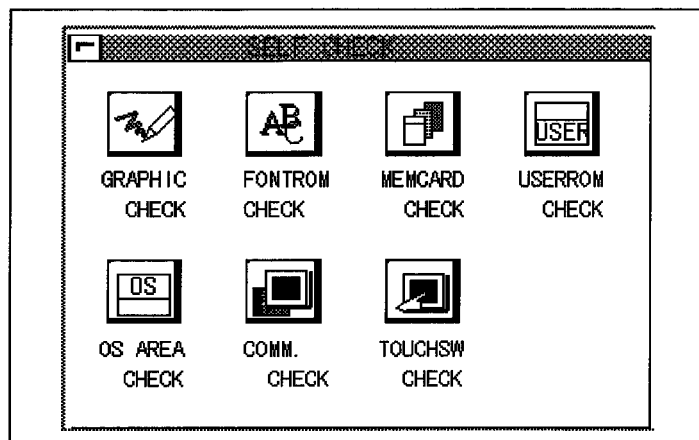 SELF CHECK
ABC
USER
GRAPHIC FONTROM MEMCARD USERROM
CHECK CHECK CHECK CHECK
OS
OS AREA COMM. TOUCHSW
CHECK CHECK CHECK